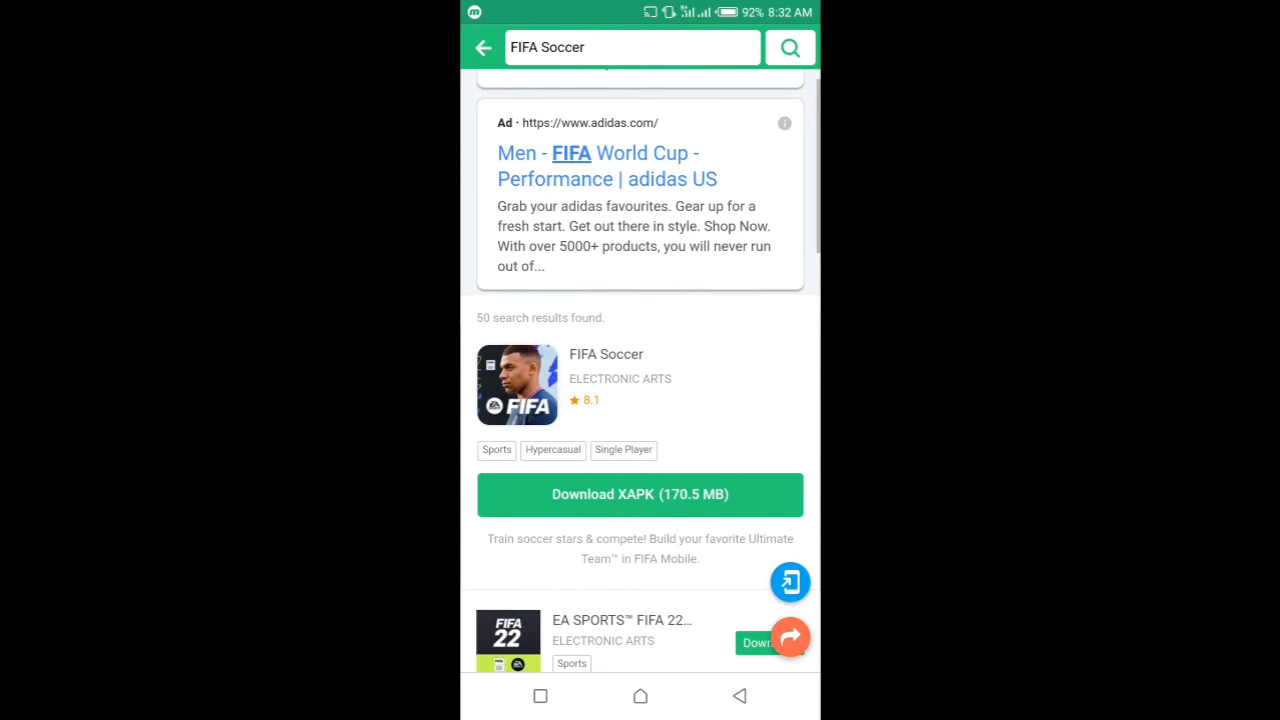 92% 8:32 AM
FIFA Soccer
Ad · https://www.adidas.com/
Men - FIFA World Cup -
Performance | adidas US
Grab your adidas favourites. Gear up for a
fresh start. Get out there in style. Shop Now.
With over 5000+ products, you will never run
out of...
50 search results found.
FIFA Soccer
ELECTRONIC ARTS
8.1
EA FIFA
Sports Hypercasual Single Player
Download XAPK (170.5 MB)
Train soccer stars & compete! Build your favorite Ultimate
Team™ in FIFA Mobile.
FIFA
22
EA SPORTS™ FIFA 22...
ELECTRONIC ARTS
Sports